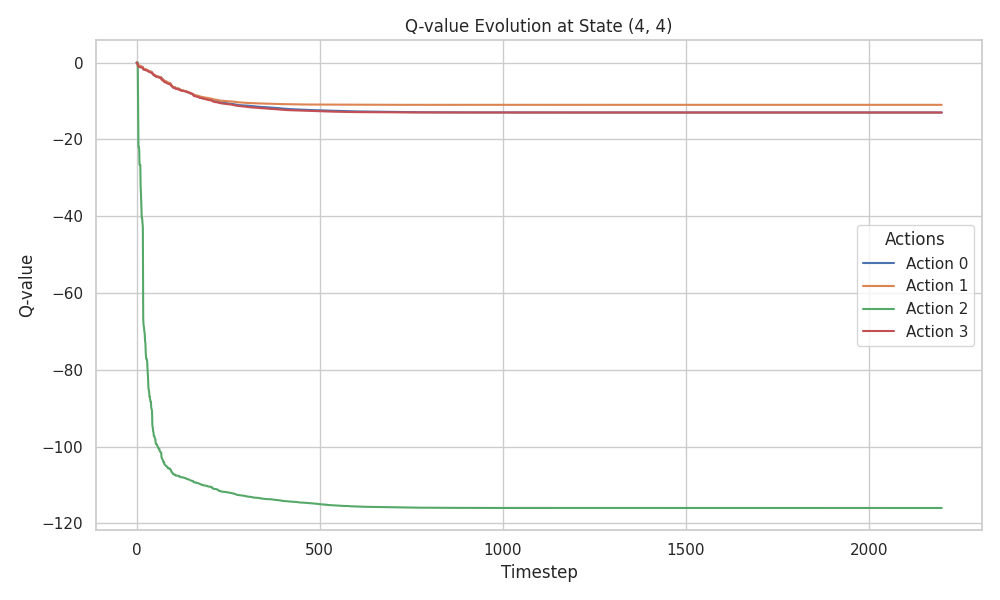 Q-value Evolution at State (4, 4)
0
−20
−40
−60
−80
−100
−120
Q-value
Actions
Action 0
Action 1
Action 2
Action 3
0
500
1000
1500
2000
Timestep